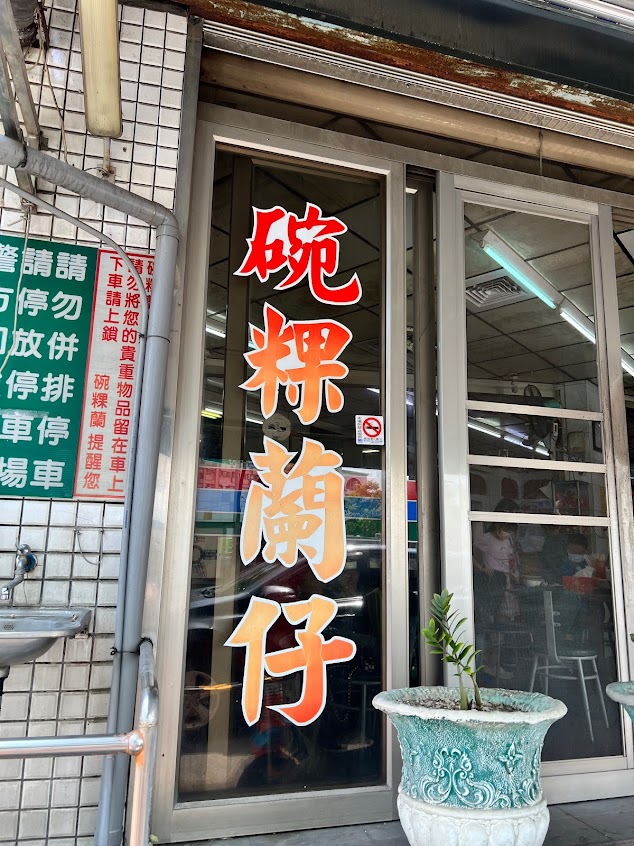 碗粿蘭仔
請勿將您的貴重物品留在車上
下車請上鎖 碗粿蘭 提醒您
請勿併排停車
請停放停車場
警